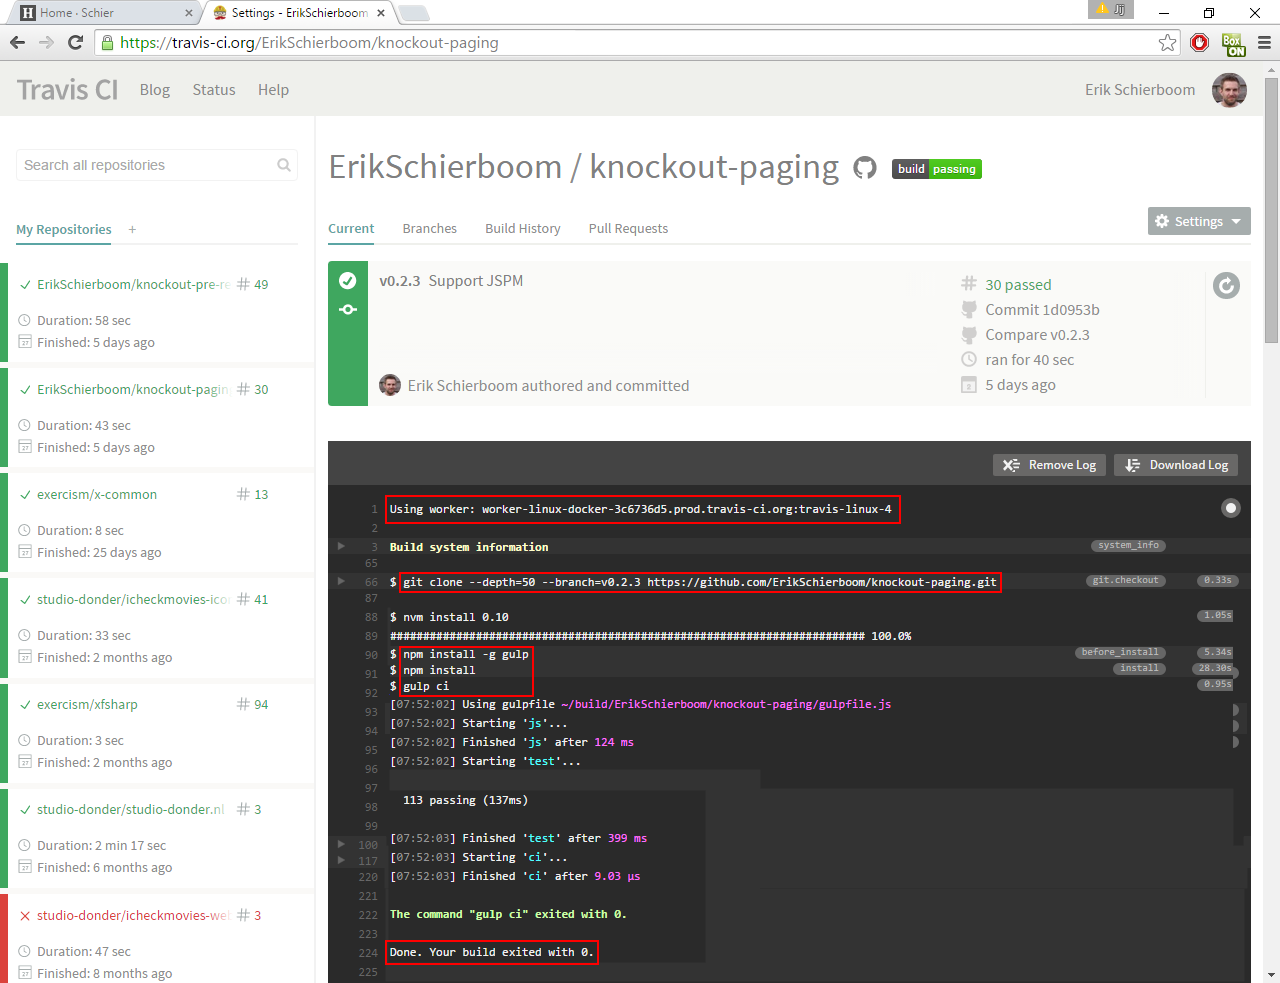 Home - Schier
Settings - ErikSchierboom
Jij
https://travis-ci.org/ErikSchierboom/knockout-paging
Box ON
Travis CI Blog Status Help Erik Schierboom
Search all repositories
My Repositories +
ErikSchierboom/knockout-pre-re # 49
Duration: 58 sec
27 Finished: 5 days ago
ErikSchierboom/knockout-paging # 30
Duration: 43 sec
27 Finished: 5 days ago
exercism/x-common # 13
Duration: 8 sec
27 Finished: 25 days ago
studio-donder/icheckmovies-icon # 41
Duration: 33 sec
27 Finished: 2 months ago
exercism/xfsharp # 94
Duration: 3 sec
27 Finished: 2 months ago
studio-donder/studio-donder.nl # 3
Duration: 2 min 17 sec
27 Finished: 6 months ago
studio-donder/icheckmovies-web # 3
Duration: 47 sec
27 Finished: 8 months ago
ErikSchierboom / knockout-paging build passing
Current Branches Build History Pull Requests Settings
v0.2.3 Support JSPM
# 30 passed
Commit 1d0953b
Compare v0.2.3
ran for 40 sec
2 5 days ago
Erik Schierboom authored and committed
Remove Log Download Log
1 Using worker: worker-linux-docker-3c6736d5.prod.travis-ci.org:travis-linux-4
2
3 Build system information system_info
65
66 $ git clone --depth=50 --branch=v0.2.3 https://github.com/ErikSchierboom/knockout-paging.git git.checkout 0.33s
87
88 $ nvm install 0.10 1.05s
89 ######################################################################## 100.0%
90 $ npm install -g gulp before_install 5.34s
91 $ npm install install 28.30s
92 $ gulp ci 0.95s
93 [07:52:02] Using gulpfile ~/build/ErikSchierboom/knockout-paging/gulpfile.js
94 [07:52:02] Starting 'js'...
95 [07:52:02] Finished 'js' after 124 ms
96 [07:52:02] Starting 'test'...
97
98 113 passing (137ms)
99
100 [07:52:03] Finished 'test' after 399 ms
117 [07:52:03] Starting 'ci'...
220 [07:52:03] Finished 'ci' after 9.03 μs
221
222 The command "gulp ci" exited with 0.
223
224 Done. Your build exited with 0.
225